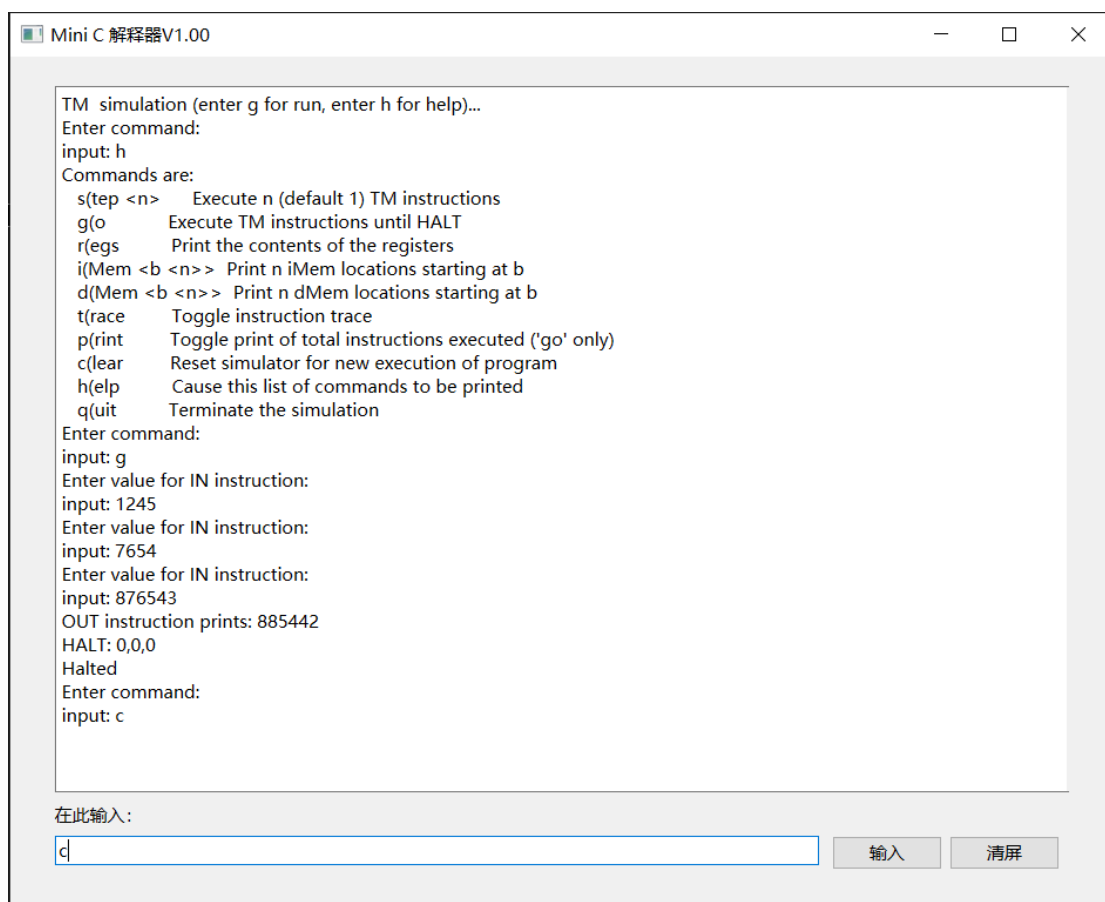 Mini C 解释器V1.00
TM  simulation (enter g for run, enter h for help)...
Enter command:
input: h
Commands are:
s(tep <n>      Execute n (default 1) TM instructions
g(o            Execute TM instructions until HALT
r(egs          Print the contents of the registers
i(Mem <b <n>>  Print n iMem locations starting at b
d(Mem <b <n>>  Print n dMem locations starting at b
t(race         Toggle instruction trace
p(rint         Toggle print of total instructions executed ('go' only)
c(lear         Reset simulator for new execution of program
h(elp          Cause this list of commands to be printed
q(uit          Terminate the simulation
Enter command:
input: g
Enter value for IN instruction:
input: 1245
Enter value for IN instruction:
input: 7654
Enter value for IN instruction:
input: 876543
OUT instruction prints: 885442
HALT: 0,0,0
Halted
Enter command:
input: c
在此输入:
c
输入
清屏